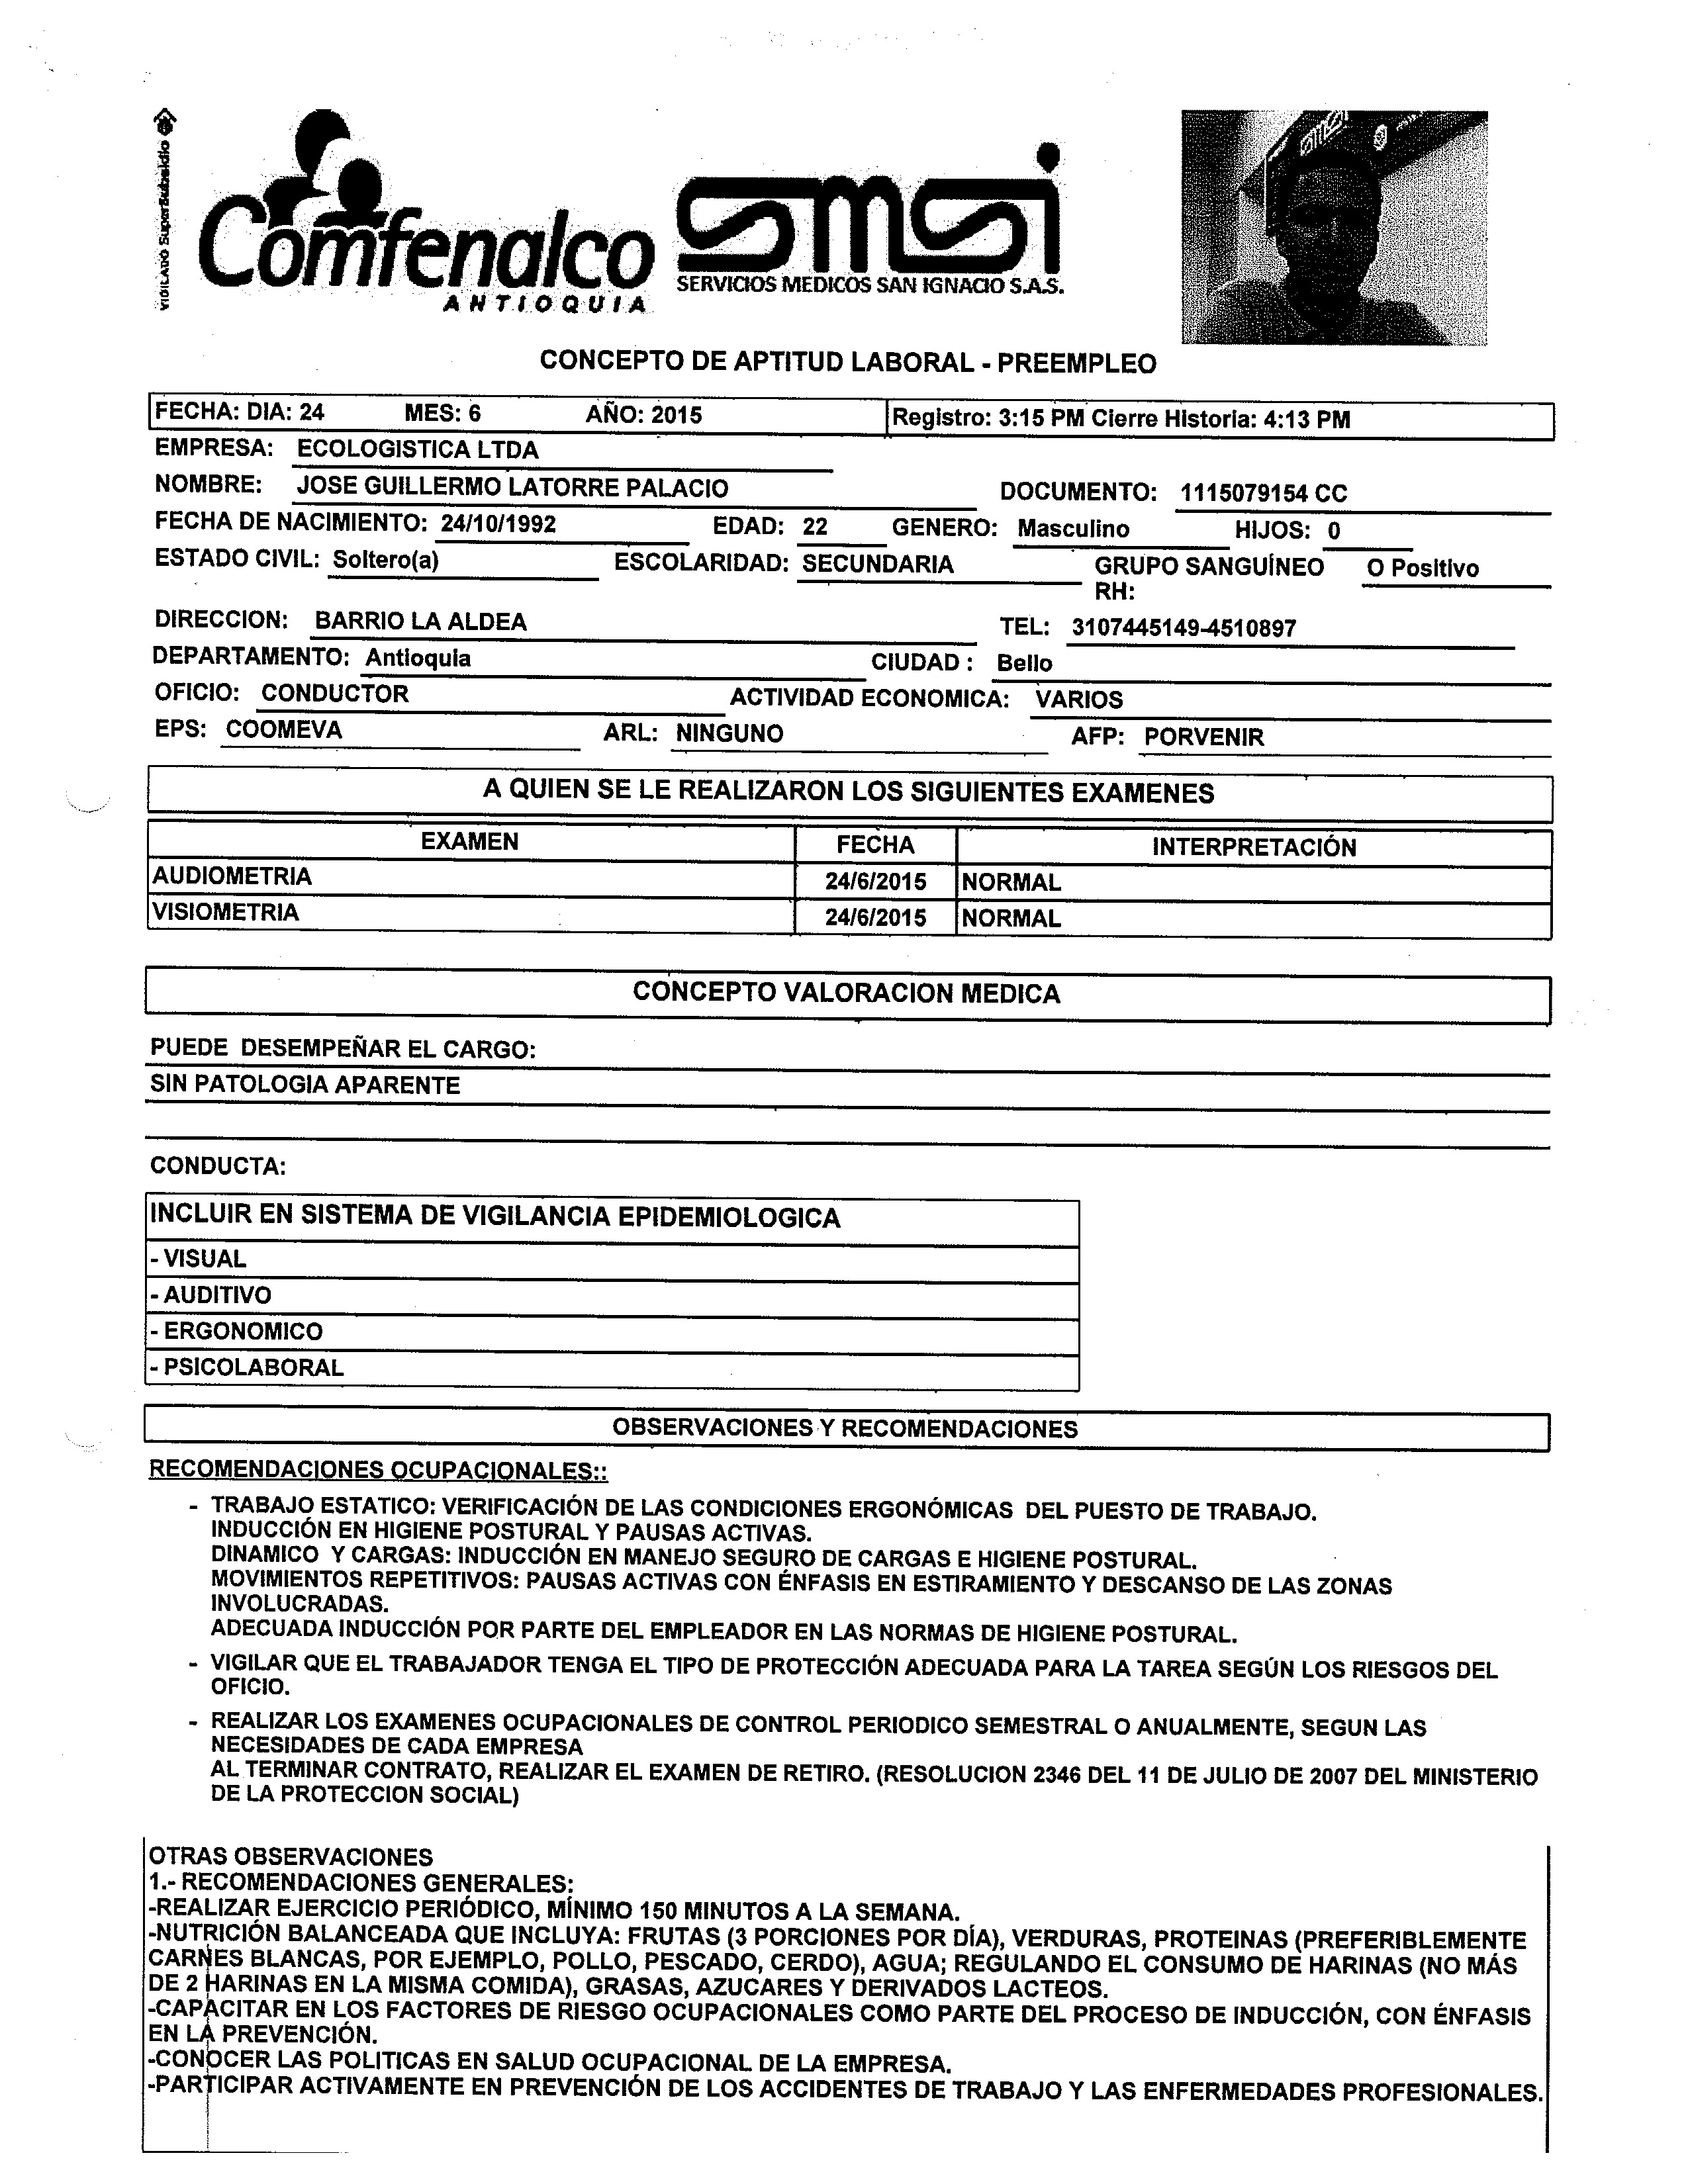 VIGILADO SuperSubsidio
Comfenalco
ANTIOQUIA
smsi
SERVICIOS MEDICOS SAN IGNACIO S.A.S.
smsi
CONCEPTO DE APTITUD LABORAL - PREEMPLEO
FECHA: DIA: 24 MES: 6 AÑO: 2015 Registro: 3:15 PM Cierre Historia: 4:13 PM
EMPRESA: ECOLOGISTICA LTDA
NOMBRE: JOSE GUILLERMO LATORRE PALACIO DOCUMENTO: 1115079154 CC
FECHA DE NACIMIENTO: 24/10/1992 EDAD: 22 GENERO: Masculino HIJOS: 0
ESTADO CIVIL: Soltero(a) ESCOLARIDAD: SECUNDARIA GRUPO SANGUÍNEO O Positivo
RH:
DIRECCION: BARRIO LA ALDEA TEL: 3107445149-4510897
DEPARTAMENTO: Antioquia CIUDAD : Bello
OFICIO: CONDUCTOR ACTIVIDAD ECONOMICA: VARIOS
EPS: COOMEVA ARL: NINGUNO AFP: PORVENIR
A QUIEN SE LE REALIZARON LOS SIGUIENTES EXAMENES
EXAMEN FECHA INTERPRETACIÓN
AUDIOMETRIA 24/6/2015 NORMAL
VISIOMETRIA 24/6/2015 NORMAL
CONCEPTO VALORACION MEDICA
PUEDE DESEMPEÑAR EL CARGO:
SIN PATOLOGIA APARENTE
CONDUCTA:
INCLUIR EN SISTEMA DE VIGILANCIA EPIDEMIOLOGICA
- VISUAL
- AUDITIVO
- ERGONOMICO
- PSICOLABORAL
OBSERVACIONES Y RECOMENDACIONES
RECOMENDACIONES OCUPACIONALES::
- TRABAJO ESTATICO: VERIFICACIÓN DE LAS CONDICIONES ERGONÓMICAS DEL PUESTO DE TRABAJO.
INDUCCIÓN EN HIGIENE POSTURAL Y PAUSAS ACTIVAS.
DINAMICO Y CARGAS: INDUCCIÓN EN MANEJO SEGURO DE CARGAS E HIGIENE POSTURAL.
MOVIMIENTOS REPETITIVOS: PAUSAS ACTIVAS CON ÉNFASIS EN ESTIRAMIENTO Y DESCANSO DE LAS ZONAS
INVOLUCRADAS.
ADECUADA INDUCCIÓN POR PARTE DEL EMPLEADOR EN LAS NORMAS DE HIGIENE POSTURAL.
- VIGILAR QUE EL TRABAJADOR TENGA EL TIPO DE PROTECCIÓN ADECUADA PARA LA TAREA SEGÚN LOS RIESGOS DEL
OFICIO.
- REALIZAR LOS EXAMENES OCUPACIONALES DE CONTROL PERIODICO SEMESTRAL O ANUALMENTE, SEGUN LAS
NECESIDADES DE CADA EMPRESA
AL TERMINAR CONTRATO, REALIZAR EL EXAMEN DE RETIRO. (RESOLUCION 2346 DEL 11 DE JULIO DE 2007 DEL MINISTERIO
DE LA PROTECCION SOCIAL)
OTRAS OBSERVACIONES
1.- RECOMENDACIONES GENERALES:
-REALIZAR EJERCICIO PERIÓDICO, MÍNIMO 150 MINUTOS A LA SEMANA.
-NUTRICIÓN BALANCEADA QUE INCLUYA: FRUTAS (3 PORCIONES POR DÍA), VERDURAS, PROTEINAS (PREFERIBLEMENTE
CARNES BLANCAS, POR EJEMPLO, POLLO, PESCADO, CERDO), AGUA; REGULANDO EL CONSUMO DE HARINAS (NO MÁS
DE 2 HARINAS EN LA MISMA COMIDA), GRASAS, AZUCARES Y DERIVADOS LACTEOS.
-CAPACITAR EN LOS FACTORES DE RIESGO OCUPACIONALES COMO PARTE DEL PROCESO DE INDUCCIÓN, CON ÉNFASIS
EN LA PREVENCIÓN.
-CONOCER LAS POLITICAS EN SALUD OCUPACIONAL DE LA EMPRESA.
-PARTICIPAR ACTIVAMENTE EN PREVENCIÓN DE LOS ACCIDENTES DE TRABAJO Y LAS ENFERMEDADES PROFESIONALES.